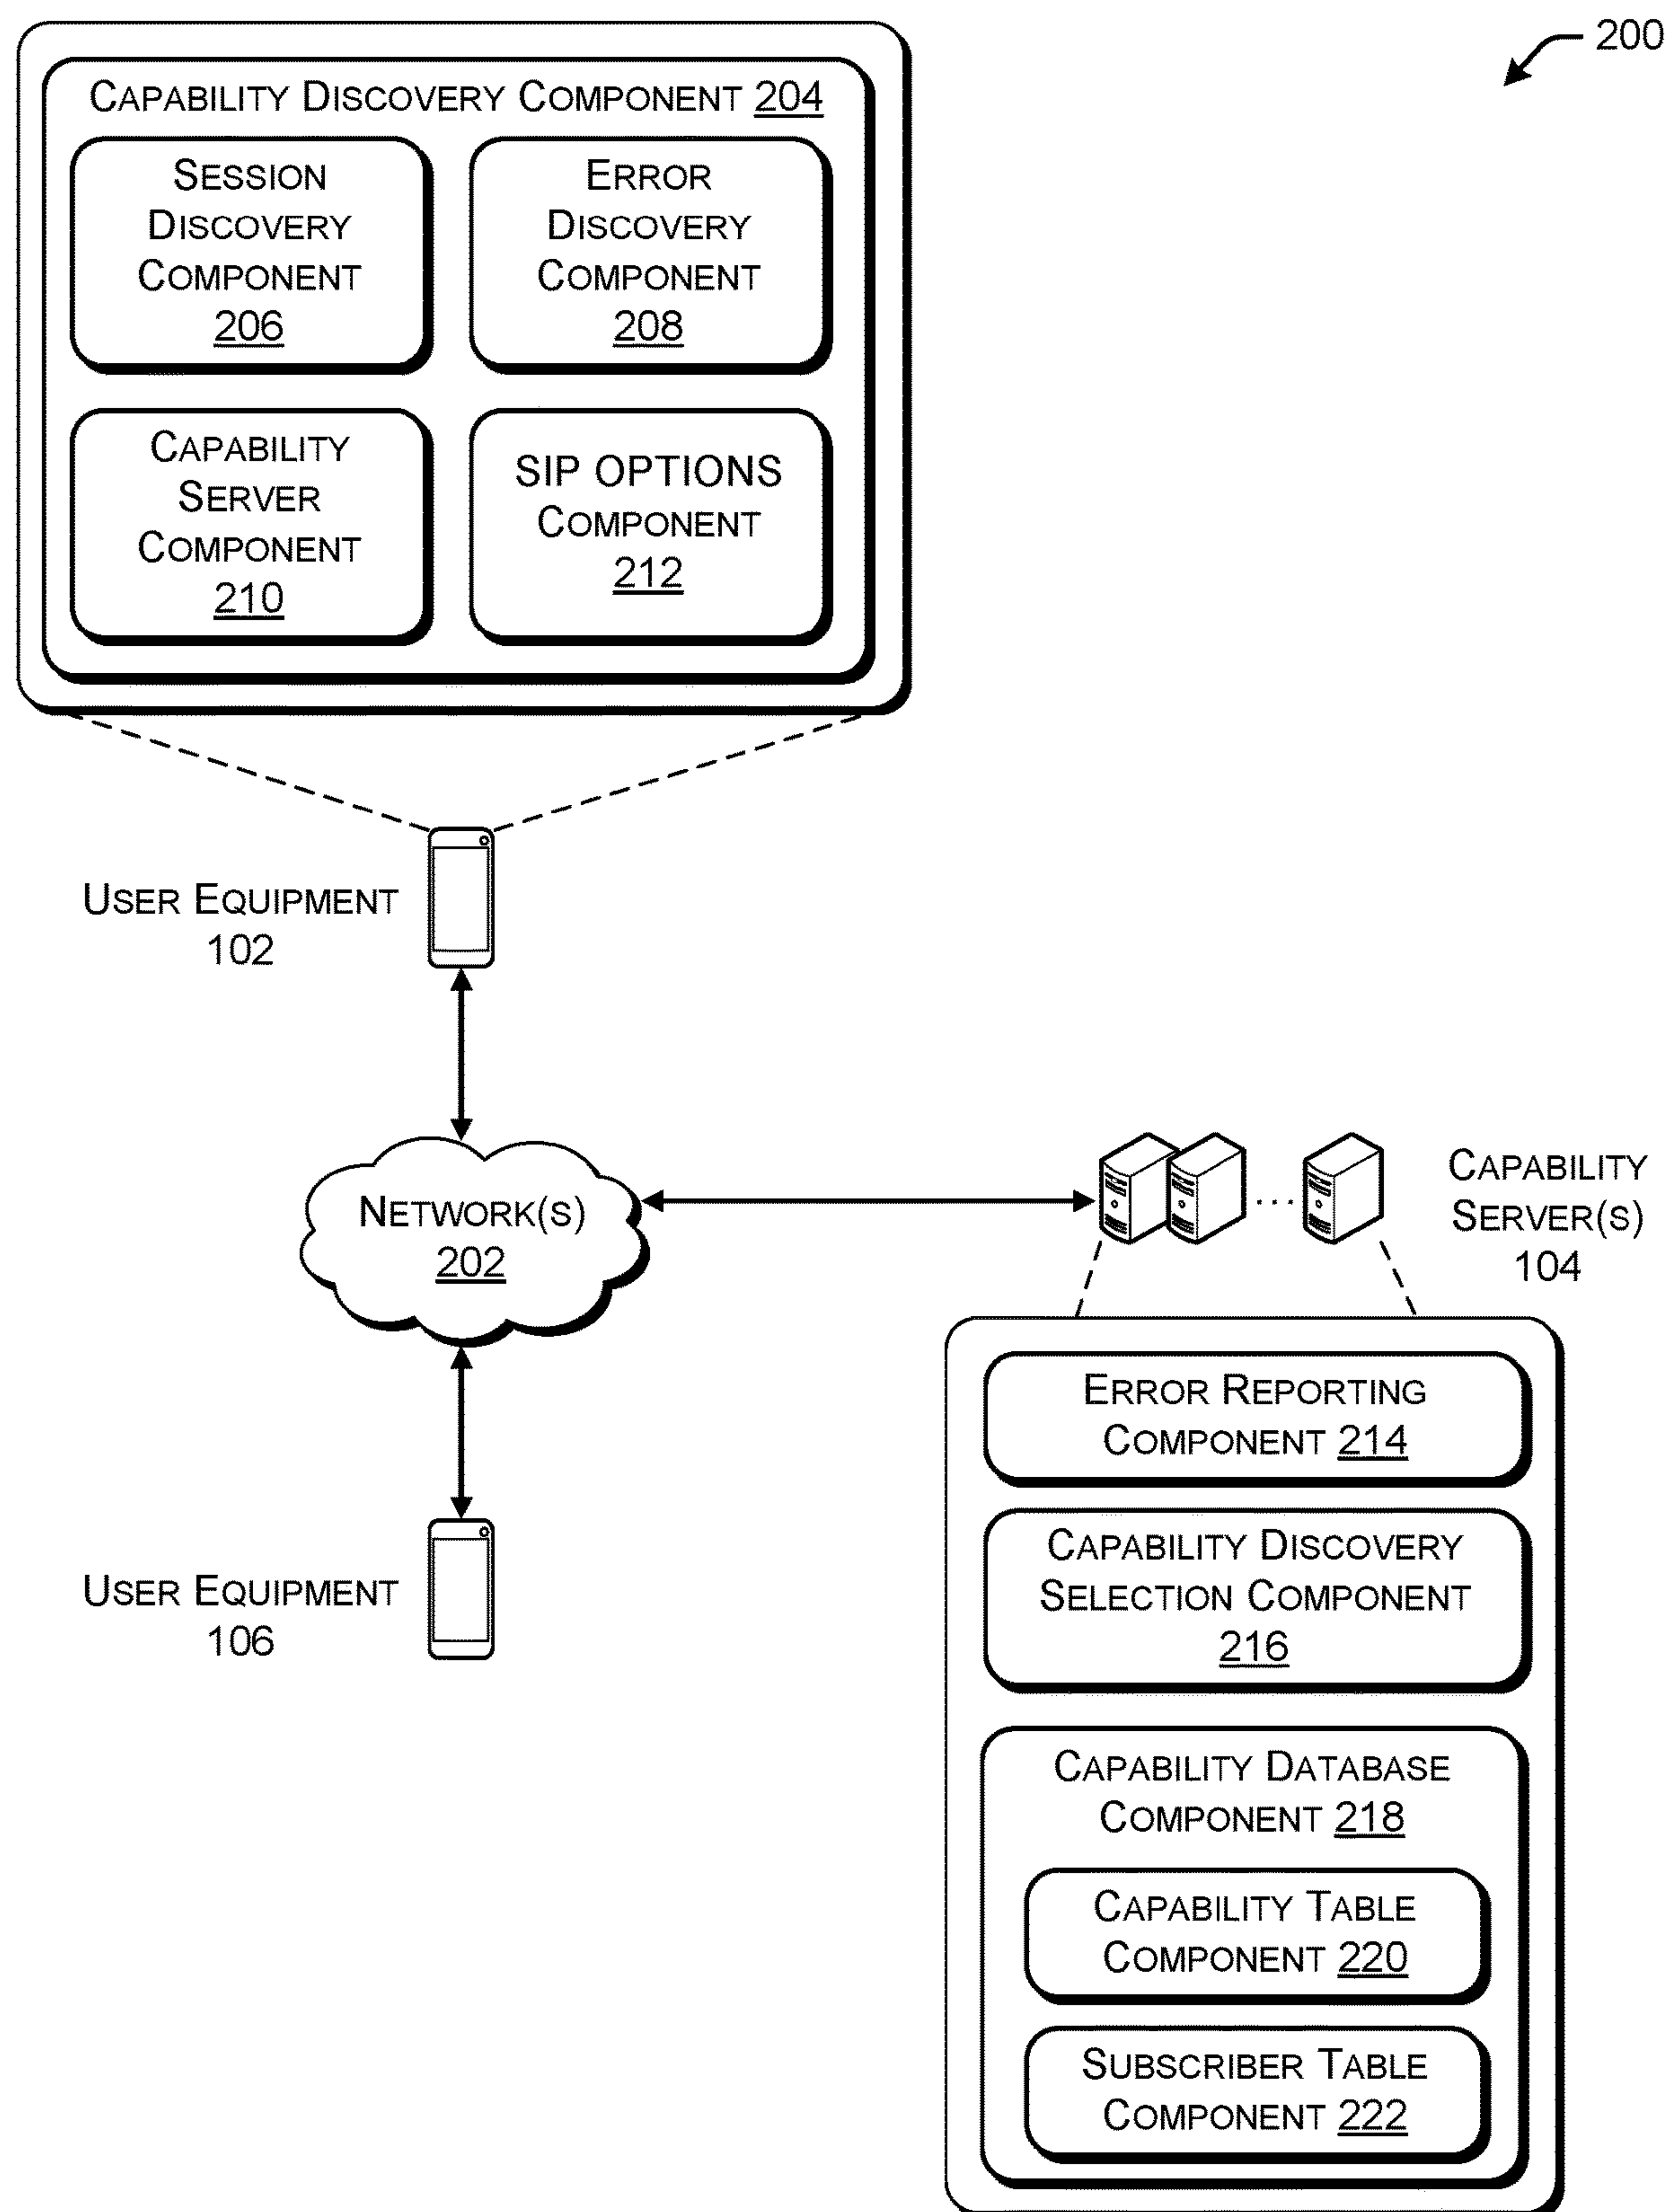 200
CAPABILITY DISCOVERY COMPONENT 204
SESSION
DISCOVERY
COMPONENT
206
ERROR
DISCOVERY
COMPONENT
208
CAPABILITY
SERVER
COMPONENT
210
SIP OPTIONS
COMPONENT
212
USER EQUIPMENT
102
NETWORK(S)
202
CAPABILITY
SERVER(S)
104
USER EQUIPMENT
106
ERROR REPORTING
COMPONENT 214
CAPABILITY DISCOVERY
SELECTION COMPONENT
216
CAPABILITY DATABASE
COMPONENT 218
CAPABILITY TABLE
COMPONENT 220
SUBSCRIBER TABLE
COMPONENT 222